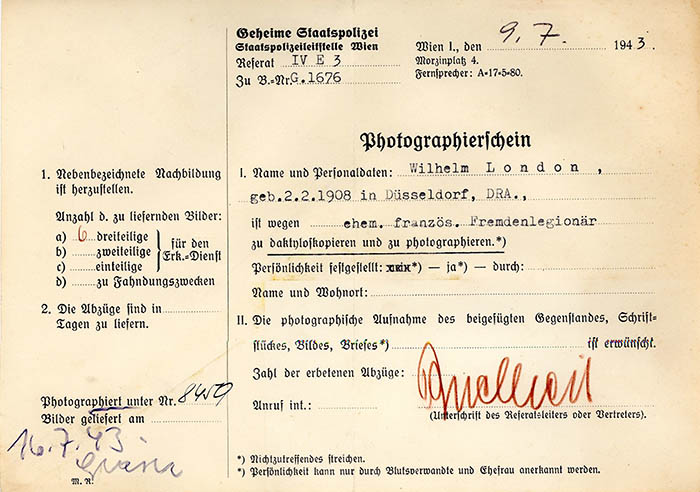 Geheime Staatspolizei
Staatspolizeileitstelle Wien
Referat IV E 3
Zu B.-Nr. G.1676
Wien I., den 9. 7. 1943.
Morzinplatz 4.
Fernsprecher: A=17=5=80.
Photographierschein
1. Nebenbezeichnete Nachbildung
ist herzustellen.
Anzahl d. zu liefernden Bilder:
a) 6 dreiteilige
b) zweiteilige
c) einteilige
für den
Erk.=Dienst
d) zu Fahndungszwecken
2. Die Abzüge sind in
Tagen zu liefern.
Photographiert unter Nr. 8459
Bilder geliefert am
16.7.43.
M. R.
I. Name und Personaldaten: Wilhelm London ,
geb.2.2.1908 in Düsseldorf, DRA.,
ist wegen ehem. französ. Fremdenlegionär
zu daktyloskopieren und zu photographieren.*)
Persönlichkeit festgestellt: *) — ja*) — durch:
Name und Wohnort:
II. Die photographische Aufnahme des beigefügten Gegenstandes, Schrift=
stückes, Bildes, Briefes*) ist erwünscht.
Zahl der erbetenen Abzüge:
Anruf int.:
(Unterschrift des Referatsleiters oder Vertreters).
*) Nichtzutreffendes streichen.
*) Persönlichkeit kann nur durch Blutsverwandte und Ehefrau anerkannt werden.